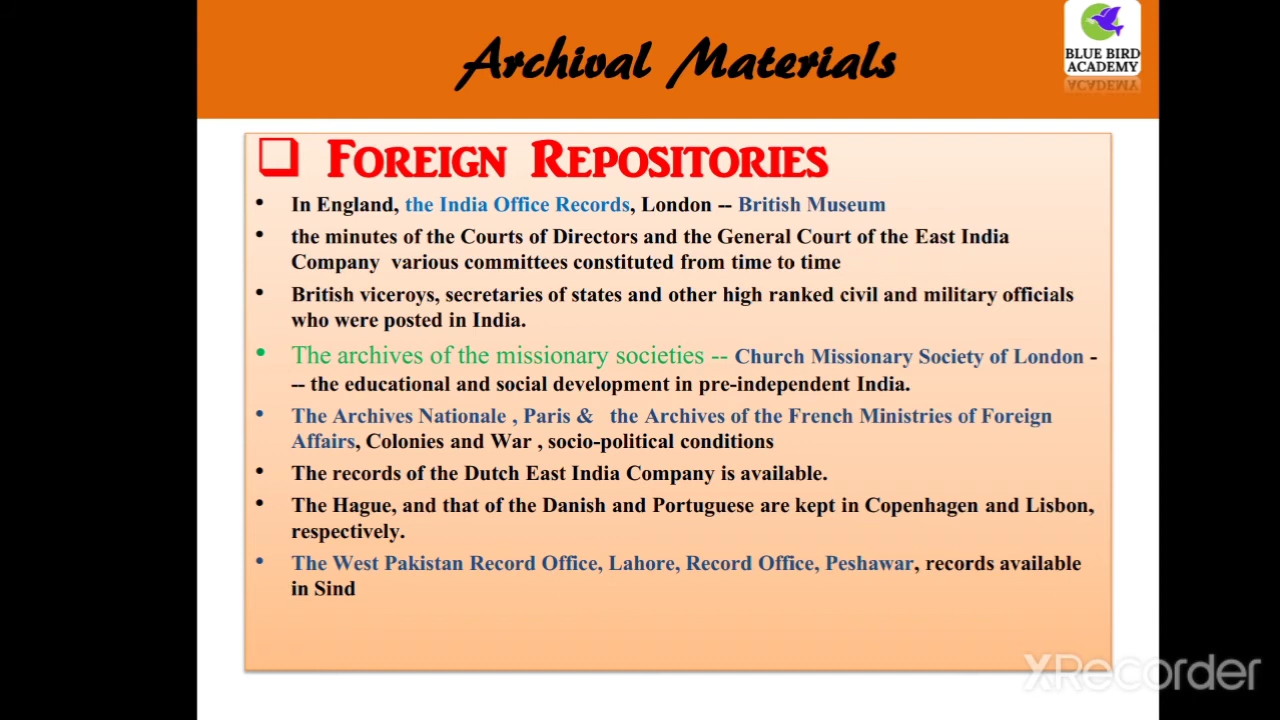 Archival Materials
BLUE BIRD
ACADEMY
❑ FOREIGN REPOSITORIES
• In England, the India Office Records, London -- British Museum
• the minutes of the Courts of Directors and the General Court of the East India
Company various committees constituted from time to time
• British viceroys, secretaries of states and other high ranked civil and military officials
who were posted in India.
• The archives of the missionary societies -- Church Missionary Society of London -
-- the educational and social development in pre-independent India.
• The Archives Nationale , Paris & the Archives of the French Ministries of Foreign
Affairs, Colonies and War , socio-political conditions
• The records of the Dutch East India Company is available.
• The Hague, and that of the Danish and Portuguese are kept in Copenhagen and Lisbon,
respectively.
• The West Pakistan Record Office, Lahore, Record Office, Peshawar, records available
in Sind
XRecorder